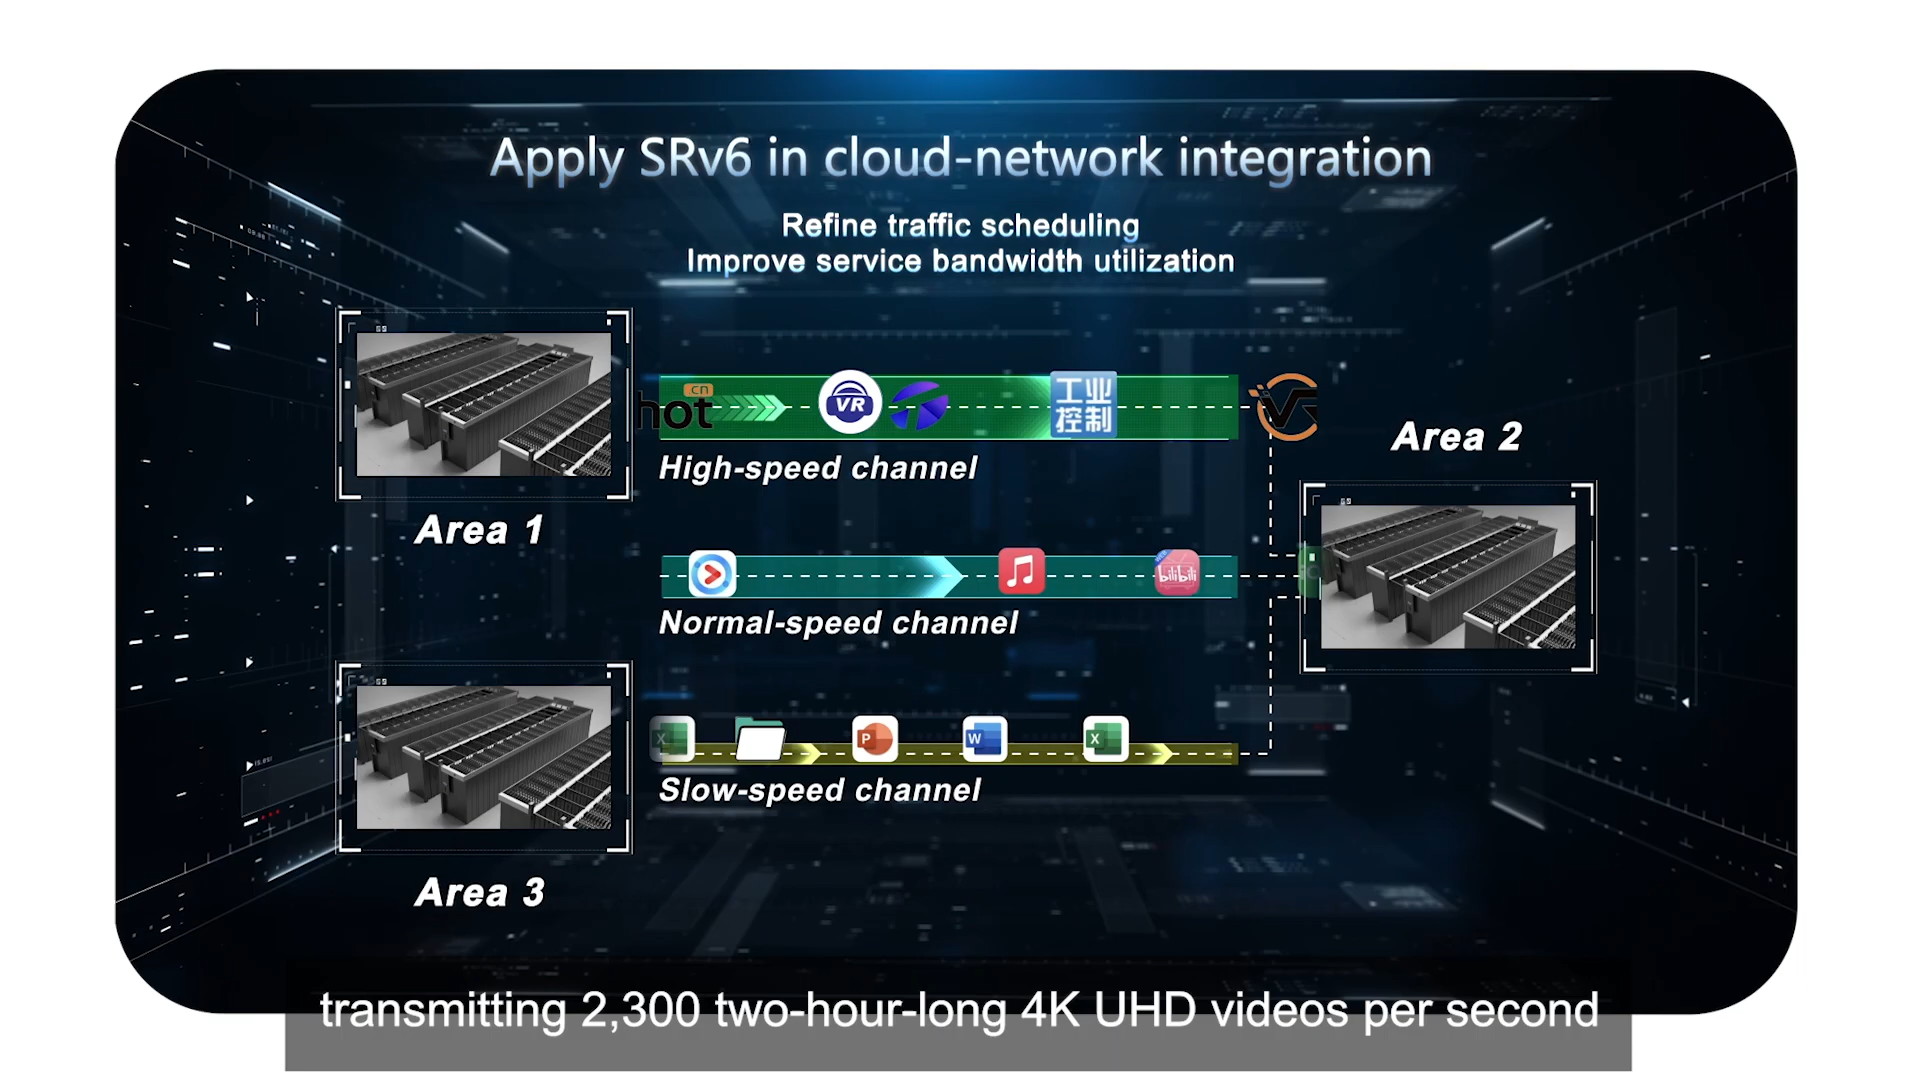 Apply SRv6 in cloud-network integration
Refine traffic scheduling
Improve service bandwidth utilization
cn
hot
VR
工业
控制
VR
High-speed channel
Area 1
Area 2
bilibili
Normal-speed channel
X
P
W
X
Slow-speed channel
Area 3
transmitting 2,300 two-hour-long 4K UHD videos per second